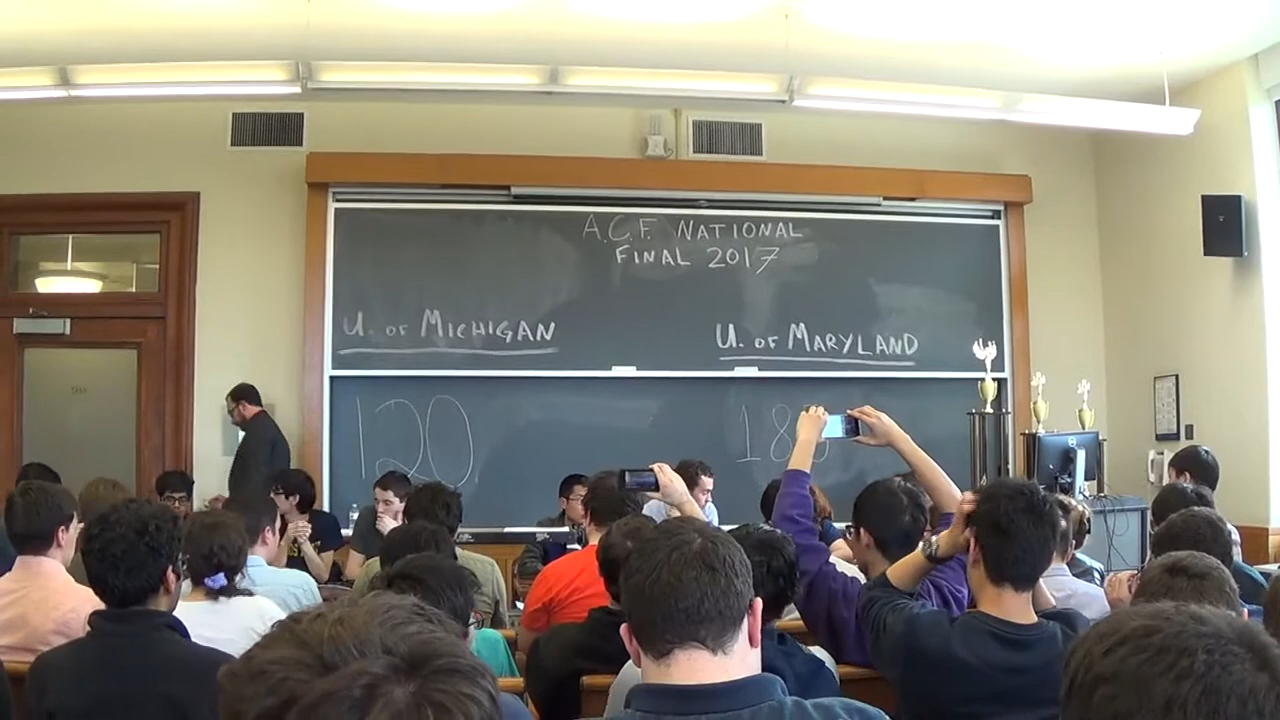 A.C.F. NATIONAL
FINAL 2017
U. OF MICHIGAN
U. OF MARYLAND
120